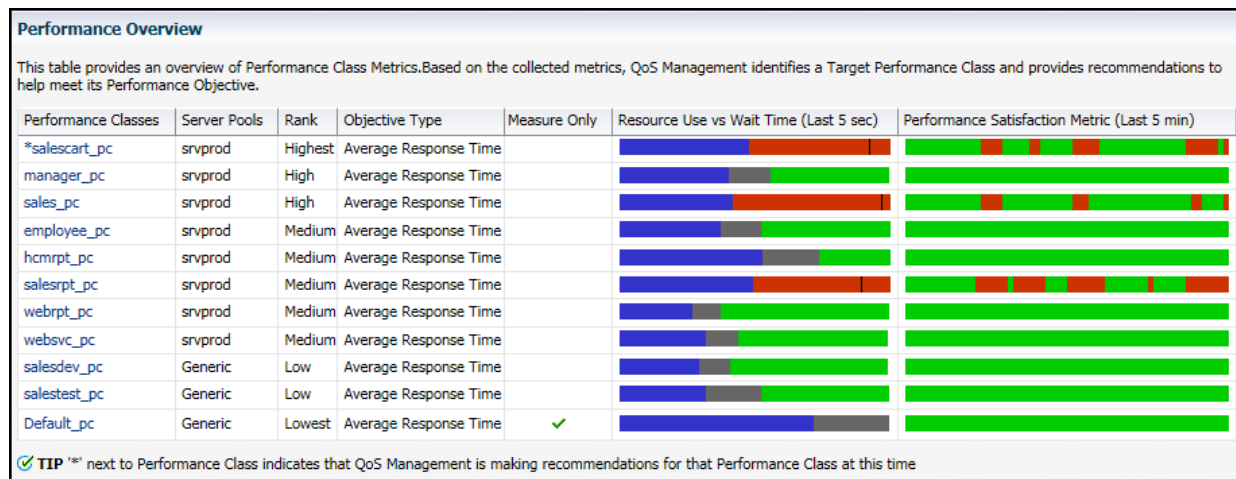 Performance Overview
This table provides an overview of Performance Class Metrics.Based on the collected metrics, QoS Management identifies a Target Performance Class and provides recommendations to
help meet its Performance Objective.
Performance Classes Server Pools Rank Objective Type Measure Only Resource Use vs Wait Time (Last 5 sec) Performance Satisfaction Metric (Last 5 min)
*salescart_pc srvprod Highest Average Response Time
manager_pc srvprod High Average Response Time
sales_pc srvprod High Average Response Time
employee_pc srvprod Medium Average Response Time
hcmrpt_pc srvprod Medium Average Response Time
salesrpt_pc srvprod Medium Average Response Time
webrpt_pc srvprod Medium Average Response Time
websvc_pc srvprod Medium Average Response Time
salesdev_pc Generic Low Average Response Time
salestest_pc Generic Low Average Response Time
Default_pc Generic Lowest Average Response Time
TIP '*' next to Performance Class indicates that QoS Management is making recommendations for that Performance Class at this time